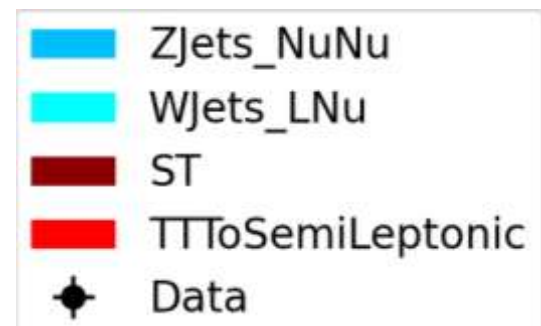 ZJets_NuNu
WJets_LNu
ST
TTToSemiLeptonic
Data